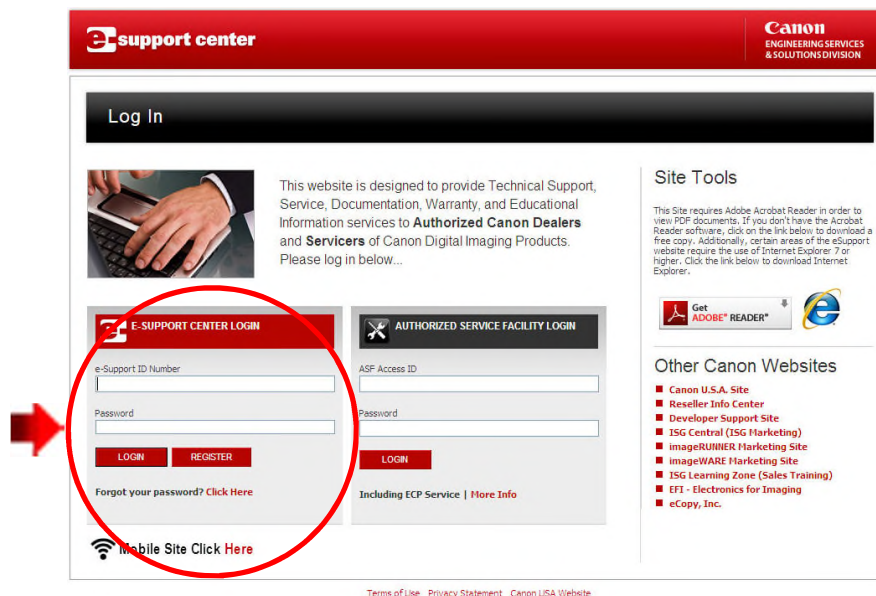 e-support center
Canon
ENGINEERING SERVICES
& SOLUTIONS DIVISION
Log In
This website is designed to provide Technical Support,
Service, Documentation, Warranty, and Educational
Information services to Authorized Canon Dealers
and Servicers of Canon Digital Imaging Products.
Please log in below...
E-SUPPORT CENTER LOGIN
e-Support ID Number
Password
LOGIN
REGISTER
Forgot your password? Click Here
Mobile Site Click Here
AUTHORIZED SERVICE FACILITY LOGIN
ASF Access ID
Password
LOGIN
Including ECP Service | More Info
Site Tools
This Site requires Adobe Acrobat Reader in order to
view PDF documents. If you don't have the Acrobat
Reader software, click on the link below to download a
free copy. Additionally, certain areas of the eSupport
website require the use of Internet Explorer 7 or
higher. Click the link below to download Internet
Explorer.
Get
ADOBE® READER®
Other Canon Websites
Canon U.S.A. Site
Reseller Info Center
Developer Support Site
ISG Central (ISG Marketing)
imageRUNNER Marketing Site
imageWARE Marketing Site
ISG Learning Zone (Sales Training)
EFI - Electronics for Imaging
eCopy, Inc.
Terms of Use Privacy Statement Canon USA Website